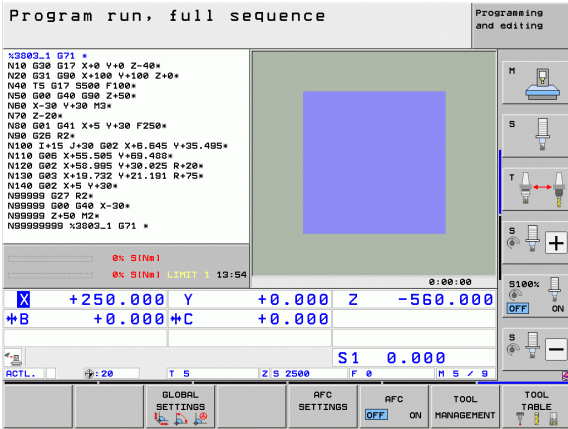 Program run, full sequence
Programming
and editing
%3803_1 G71 *
N10 G30 G17 X+0 Y+0 Z-40*
N20 G31 G90 X+100 Y+100 Z+0*
N40 T5 G17 S500 F100*
N50 G00 G40 G90 Z+50*
N60 X-30 Y+30 M3*
N70 Z-20*
N80 G01 G41 X+5 Y+30 F250*
N90 G26 R2*
N100 I+15 J+30 G02 X+6.645 Y+35.495*
N110 G06 X+55.505 Y+69.488*
N120 G02 X+58.995 Y+30.025 R+20*
N130 G03 X+19.732 Y+21.191 R+75*
N140 G02 X+5 Y+30*
N99999 G27 R2*
N99999 G00 G40 X-30*
N99999 Z+50 M2*
N99999999 %3803_1 G71 *
0% S[Nm]
0% S[Nm] LIMIT 1 13:54
0:00:00
X +250.000 Y +0.000 Z -560.000
B +0.000 C +0.000
S1 0.000
ACTL. :20 T 5 Z S 2500 F 0 M 5 / 9
M
S
T
S
+
S100%
OFF ON
S
−
GLOBAL
SETTINGS
AFC
SETTINGS
AFC
OFF ON
TOOL
MANAGEMENT
TOOL
TABLE